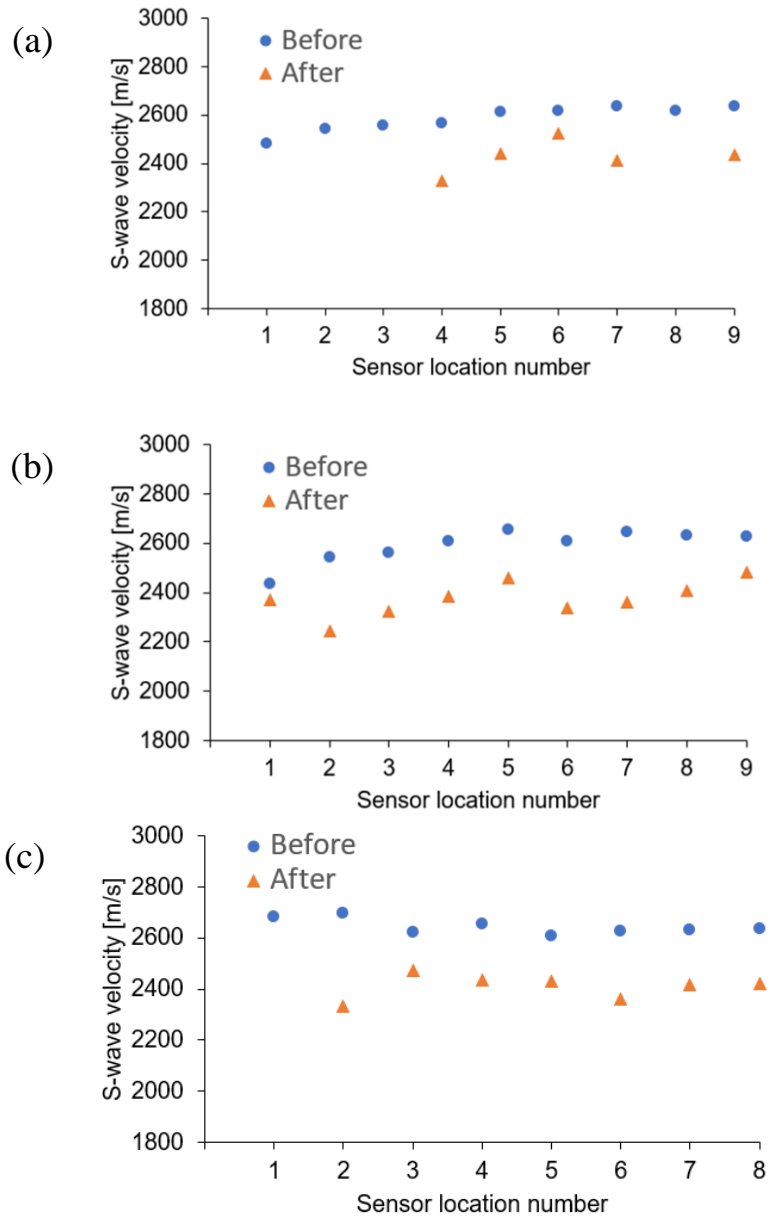 (a)
S-wave velocity [m/s]
3000
2800
2600
2400
2200
2000
1800
Before
After
1 2 3 4 5 6 7 8 9
Sensor location number
(b)
S-wave velocity [m/s]
3000
2800
2600
2400
2200
2000
1800
Before
After
1 2 3 4 5 6 7 8 9
Sensor location number
(c)
S-wave velocity [m/s]
3000
2800
2600
2400
2200
2000
1800
Before
After
1 2 3 4 5 6 7 8
Sensor location number